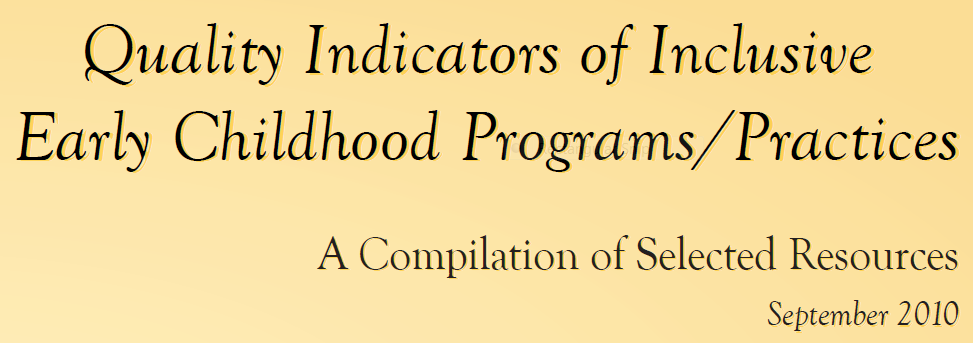 Quality Indicators of Inclusive
Early Childhood Programs/Practices
A Compilation of Selected Resources
September 2010